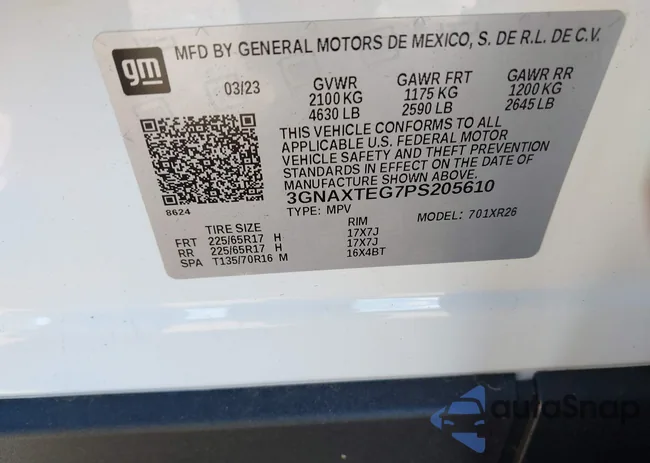 gm
MFD BY GENERAL MOTORS DE MEXICO, S. DE R.L. DE C.V.
03/23 GVWR GAWR FRT GAWR RR
2100 KG 1175 KG 1200 KG
4630 LB 2590 LB 2645 LB
THIS VEHICLE CONFORMS TO ALL
APPLICABLE U.S. FEDERAL MOTOR
VEHICLE SAFETY AND THEFT PREVENTION
STANDARDS IN EFFECT ON THE DATE OF
MANUFACTURE SHOWN ABOVE.
3GNAXTEG7PS205610
8624
TYPE: MPV MODEL: 701XR26
TIRE SIZE RIM
FRT 225/65R17 H 17X7J
RR 225/65R17 H 17X7J
SPA T135/70R16 M 16X4BT
autoSnap